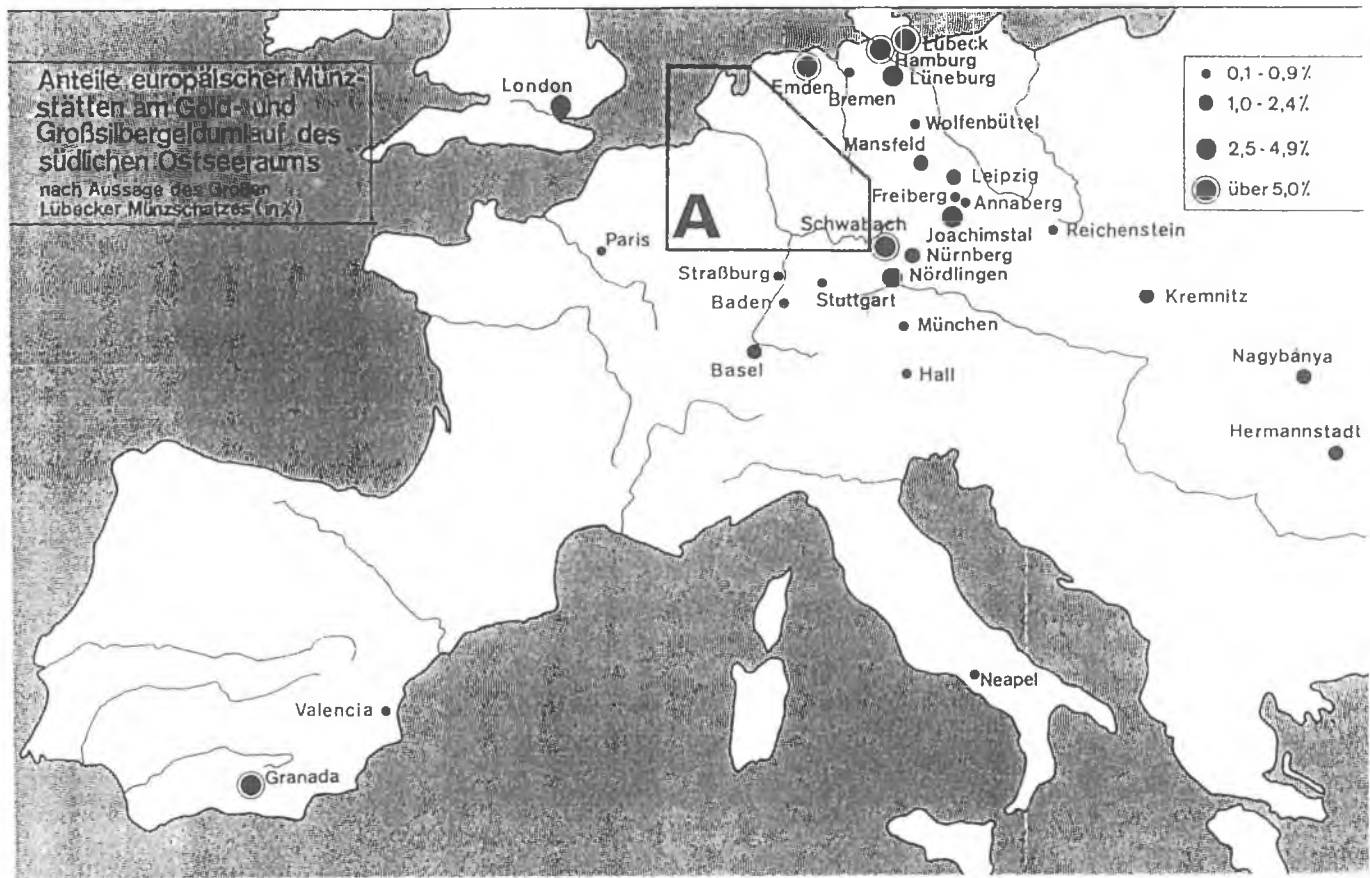 Anteile europäischer Münz-
stätten am Gold- und
Großsilbergeldumlauf des
südlichen Ostseeraums
nach Aussage des Großen
Lübecker Münzschatzes (in %)
0,1 - 0,9%
1,0 - 2,4%
2,5 - 4,9%
über 5,0%
London
Lübeck
Hamburg
Lüneburg
Emden
Bremen
Wolfenbüttel
Mansfeld
Leipzig
Freiberg
Annaberg
A
Schwabach
Joachimstal
Reichenstein
Paris
Nürnberg
Straßburg
Nördlingen
Baden
Stuttgart
Kremnitz
München
Basel
Hall
Nagybánya
Hermannstadt
Neapel
Valencia
Granada